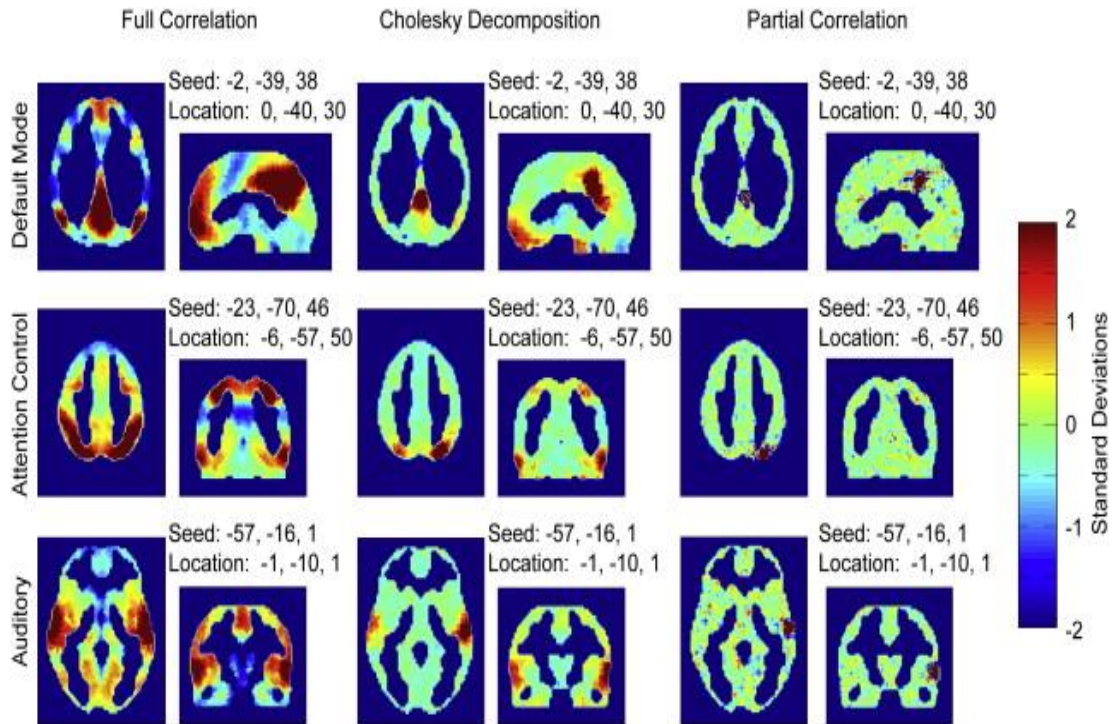 Full Correlation
Cholesky Decomposition
Partial Correlation
Default Mode
Seed: -2, -39, 38
Location: 0, -40, 30
Seed: -2, -39, 38
Location: 0, -40, 30
Seed: -2, -39, 38
Location: 0, -40, 30
Attention Control
Seed: -23, -70, 46
Location: -6, -57, 50
Seed: -23, -70, 46
Location: -6, -57, 50
Seed: -23, -70, 46
Location: -6, -57, 50
Auditory
Seed: -57, -16, 1
Location: -1, -10, 1
Seed: -57, -16, 1
Location: -1, -10, 1
Seed: -57, -16, 1
Location: -1, -10, 1
2
1
0
-1
-2
Standard Deviations